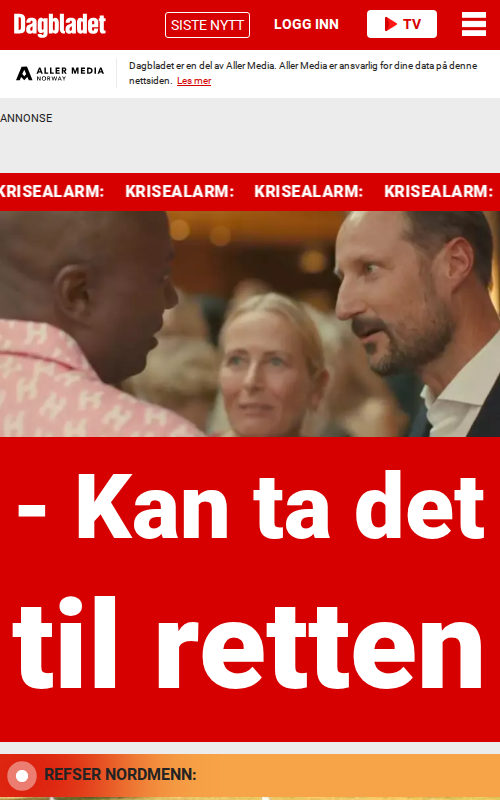 Dagbladet
SISTE NYTT
LOGG INN
TV
ALLER MEDIA
NORWAY
Dagbladet er en del av Aller Media. Aller Media er ansvarlig for dine data på denne
nettsiden. Les mer
ANNONSE
KRISEALARM: KRISEALARM: KRISEALARM: KRISEALARM:
- Kan ta det
til retten
REFSER NORDMENN: